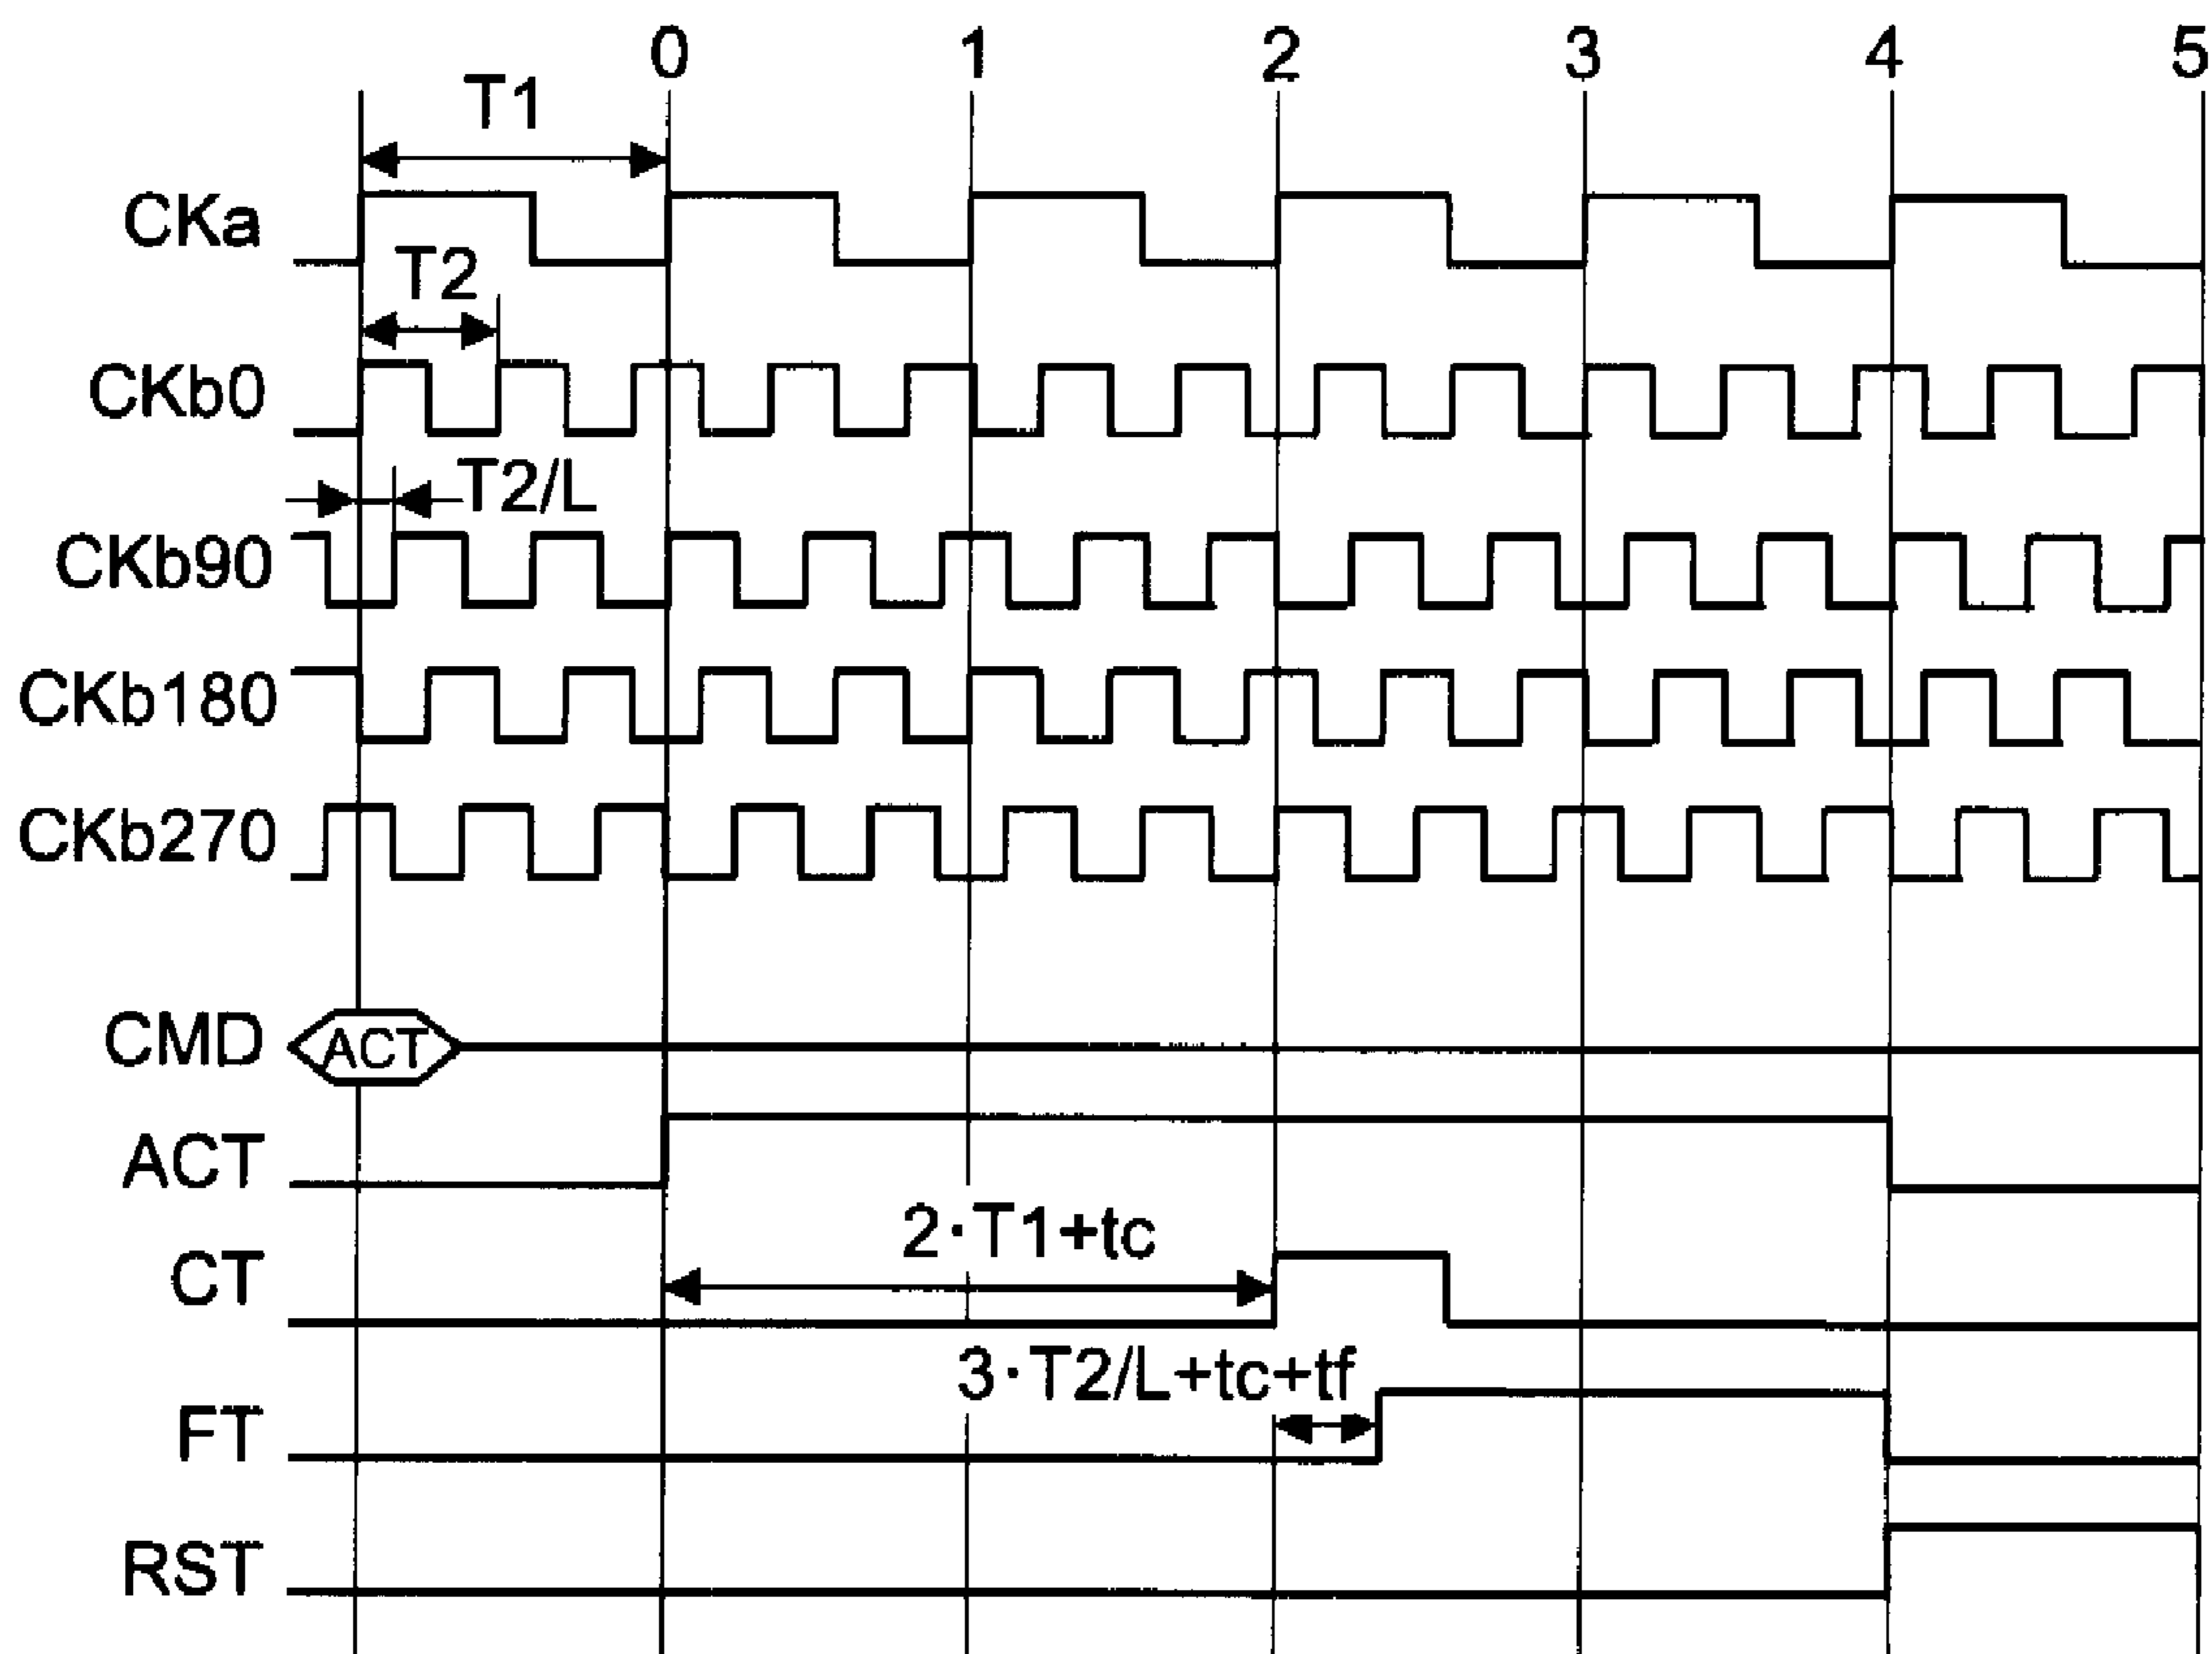 0 1 2 3 4 5
T1
CKa
T2
CKb0
T2/L
CKb90
CKb180
CKb270
CMD ACT
ACT
2·T1+tc
CT
3·T2/L+tc+tf
FT
RST